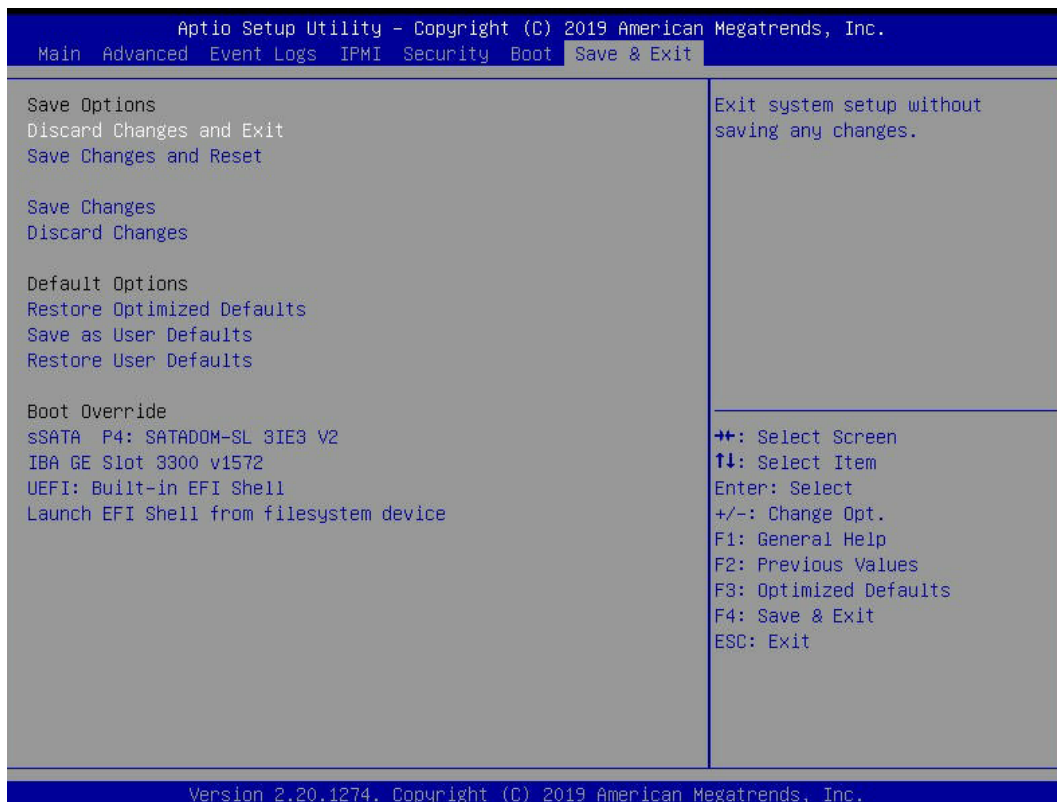 Aptio Setup Utility - Copyright (C) 2019 American Megatrends, Inc.
Main Advanced Event Logs IPMI Security Boot Save & Exit
Save Options
Discard Changes and Exit
Save Changes and Reset
Save Changes
Discard Changes
Default Options
Restore Optimized Defaults
Save as User Defaults
Restore User Defaults
Boot Override
sSATA P4: SATADOM-SL 3IE3 V2
IBA GE Slot 3300 v1572
UEFI: Built-in EFI Shell
Launch EFI Shell from filesystem device
Exit system setup without
saving any changes.
→←: Select Screen
↑↓: Select Item
Enter: Select
+/-: Change Opt.
F1: General Help
F2: Previous Values
F3: Optimized Defaults
F4: Save & Exit
ESC: Exit
Version 2.20.1274. Copyright (C) 2019 American Megatrends, Inc.